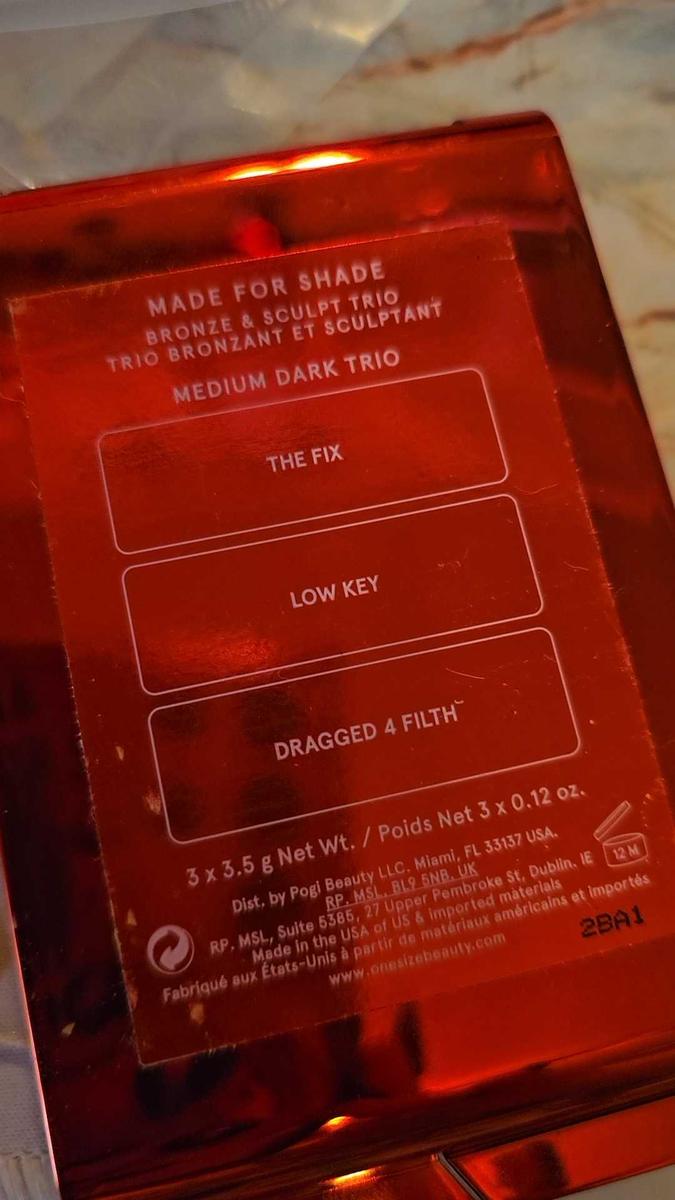 MADE FOR SHADE
BRONZE & SCULPT TRIO
TRIO BRONZANT ET SCULPTANT
MEDIUM DARK TRIO
THE FIX
LOW KEY
DRAGGED 4 FILTH
3 x 3.5 g Net Wt. / Poids Net 3 x 0.12 oz.
Dist. by Pogi Beauty LLC. Miami, FL 33137 USA.
RP. MSL, BL9 5NB. UK
RP. MSL, Suite 5385, 27 Upper Pembroke St, Dublin. IE
Made in the USA of US & Imported materials
Fabriqué aux États-Unis à partir de matériaux américains et importés
www.onesizebeauty.com
12 M
2BA1